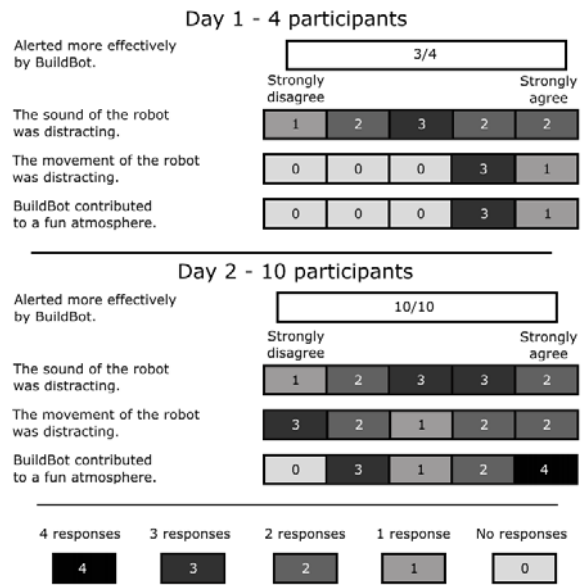 Day 1 - 4 participants
Alerted more effectively
by BuildBot.
3/4
Strongly
disagree
Strongly
agree
The sound of the robot
was distracting.
1 2 3 2 2
The movement of the robot
was distracting.
0 0 0 3 1
BuildBot contributed
to a fun atmosphere.
0 0 0 3 1
Day 2 - 10 participants
Alerted more effectively
by BuildBot.
10/10
Strongly
disagree
Strongly
agree
The sound of the robot
was distracting.
1 2 3 3 2
The movement of the robot
was distracting.
3 2 1 2 2
BuildBot contributed
to a fun atmosphere.
0 3 1 2 4
4 responses 3 responses 2 responses 1 response No responses
4 3 2 1 0